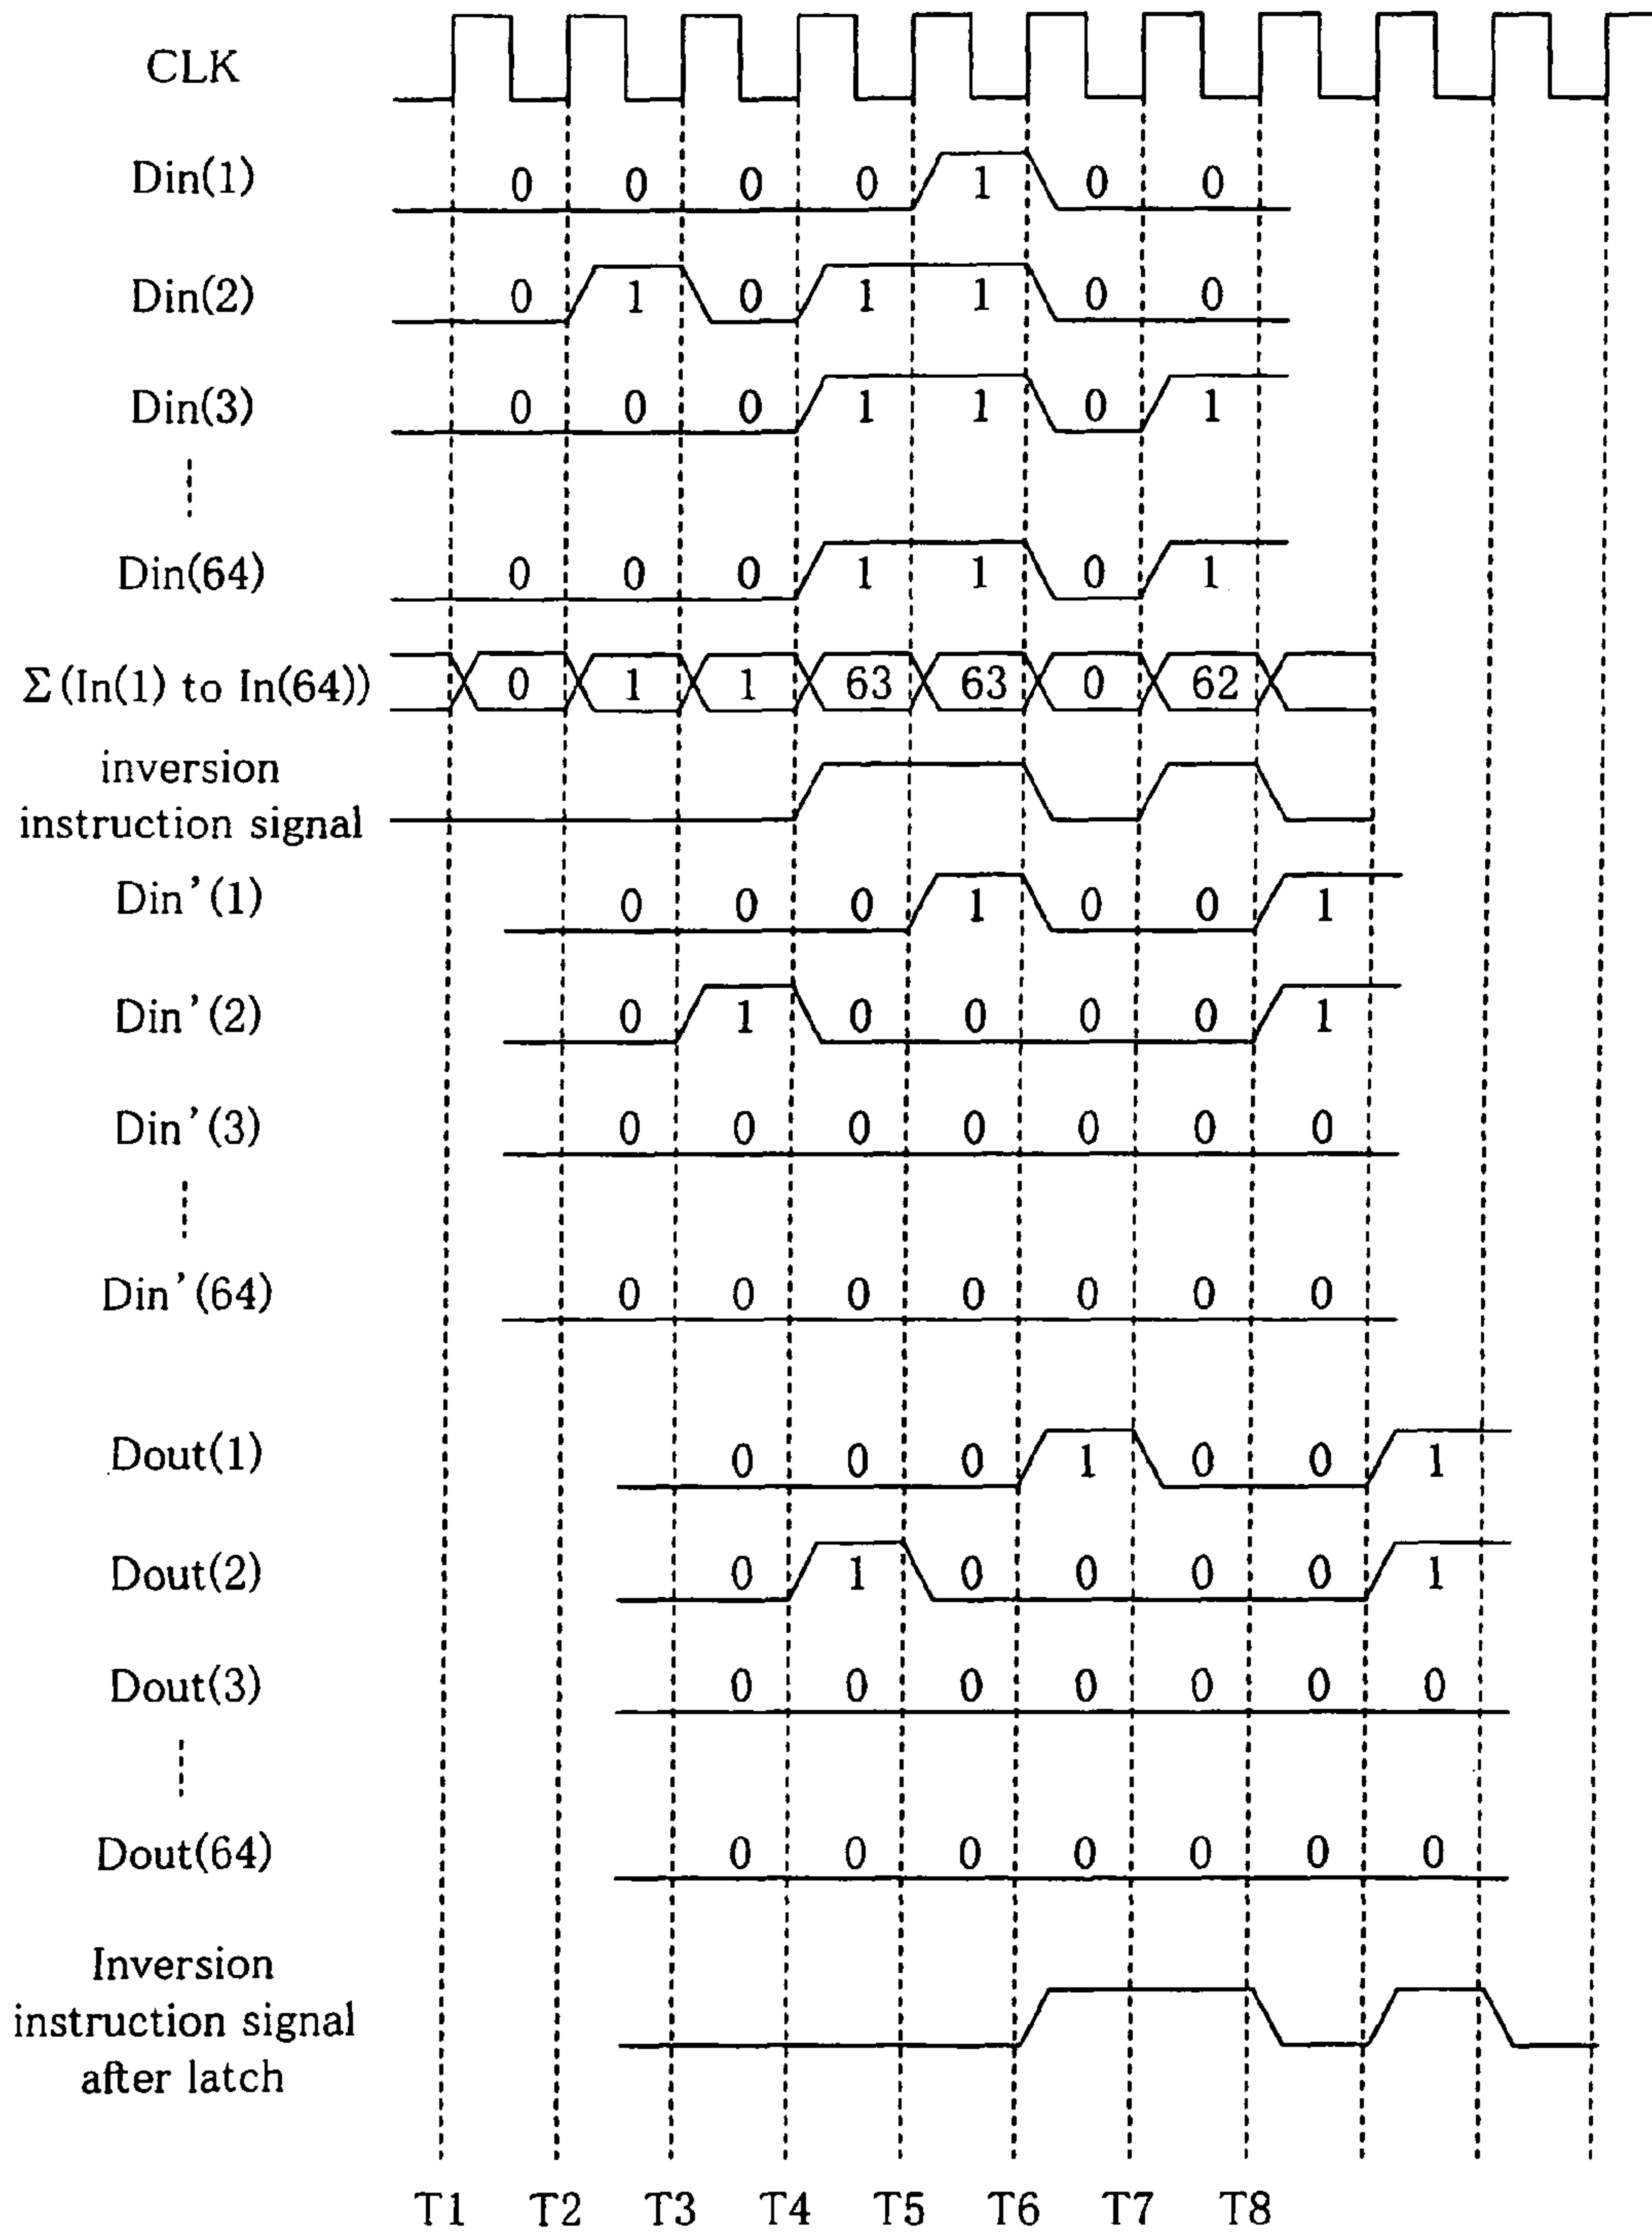 CLK
Din(1) 0 0 0 0 1 0 0
Din(2) 0 1 0 1 1 0 0
Din(3) 0 0 0 1 1 0 1
Din(64) 0 0 0 1 1 0 1
Σ(In(1) to In(64)) 0 1 1 63 63 0 62
inversion
instruction signal
Din’(1) 0 0 0 1 0 0 1
Din’(2) 0 1 0 0 0 0 1
Din’(3) 0 0 0 0 0 0 0
Din’(64) 0 0 0 0 0 0 0
Dout(1) 0 0 0 1 0 0 1
Dout(2) 0 1 0 0 0 0 1
Dout(3) 0 0 0 0 0 0 0
Dout(64) 0 0 0 0 0 0 0
Inversion
instruction signal
after latch
T1 T2 T3 T4 T5 T6 T7 T8